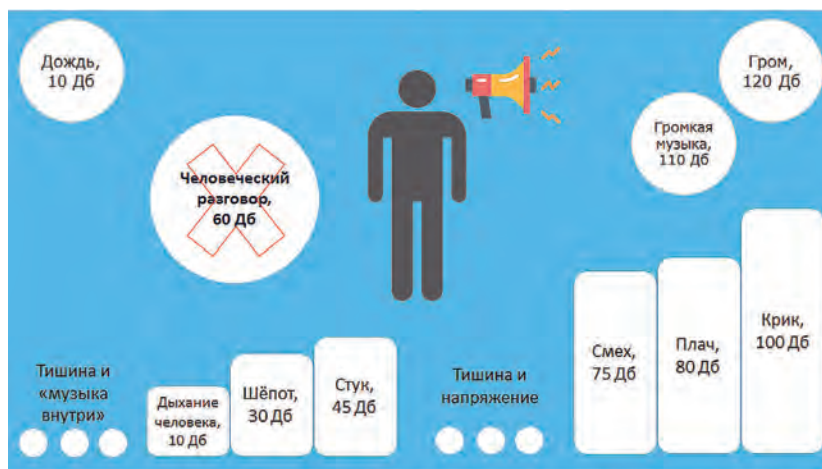 Дождь,
10 Дб
Гром,
120 Дб
Громкая
музыка,
110 Дб
Человеческий
разговор,
60 Дб
Тишина и
«музыка
внутри»
Дыхание
человека,
10 Дб
Шёпот,
30 Дб
Стук,
45 Дб
Тишина и
напряжение
Смех,
75 Дб
Плач,
80 Дб
Крик,
100 Дб